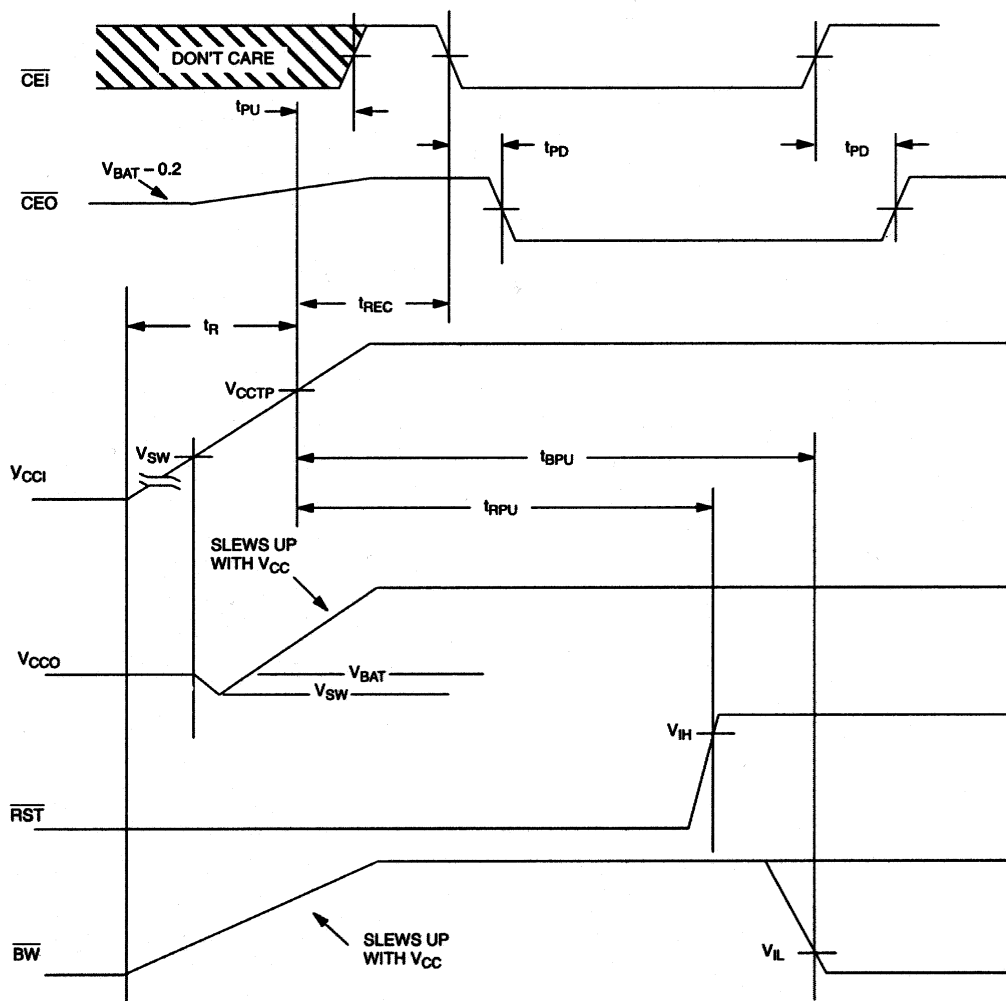 DON'T CARE
CEI
tPU
tPD
tPD
VBAT – 0.2
CEO
tREC
tR
VCCTP
VSW
VCCI
tBPU
tRPU
SLEWS UP
WITH VCC
VCCO
VBAT
VSW
VIH
RST
SLEWS UP
WITH VCC
BW
VIL